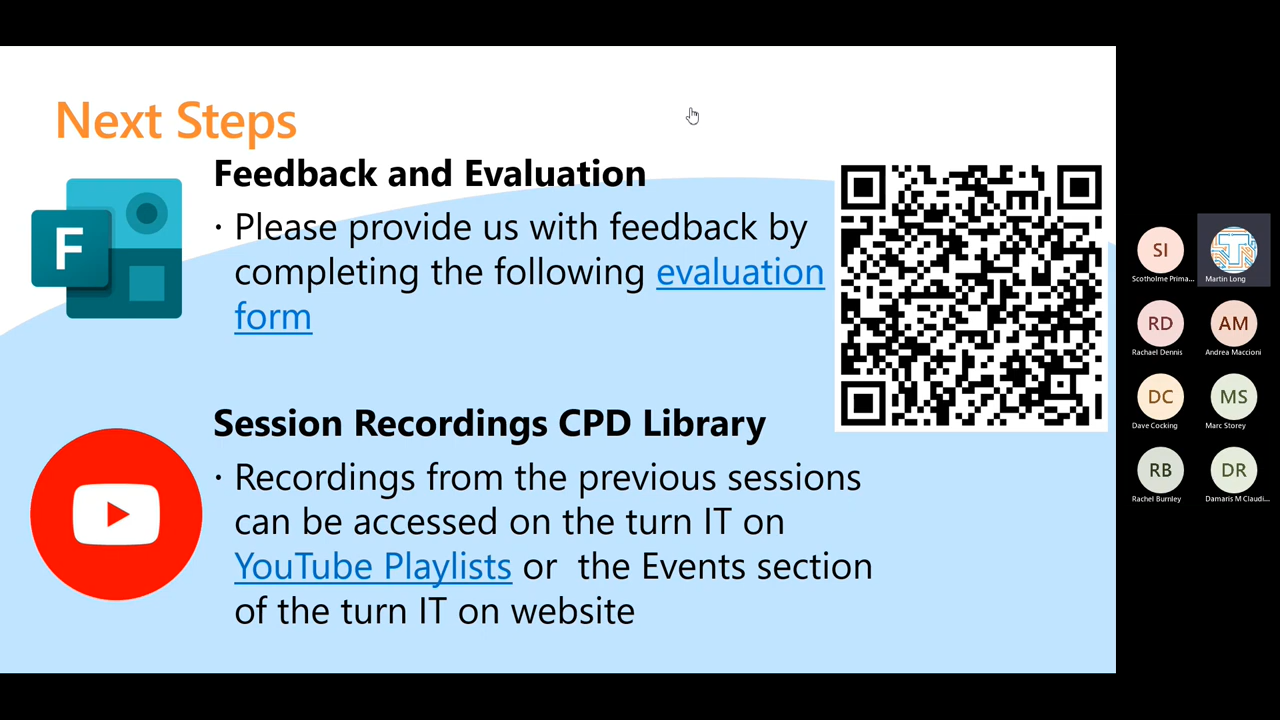 Next Steps
F
Feedback and Evaluation
· Please provide us with feedback by
completing the following evaluation
form
Session Recordings CPD Library
· Recordings from the previous sessions
can be accessed on the turn IT on
YouTube Playlists or the Events section
of the turn IT on website
SI
Scotholme Prima...
Martin Long
RD
Rachael Dennis
AM
Andrea Maccioni
DC
Dave Cocking
MS
Marc Storey
RB
Rachel Burnley
DR
Damaris M Claudi...